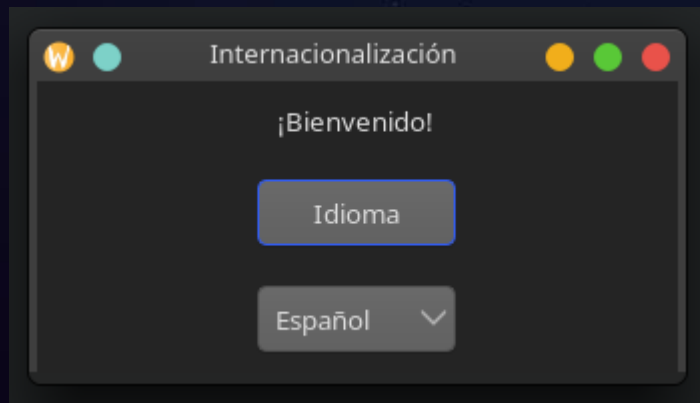 W
Internacionalización
¡Bienvenido!
Idioma
Español